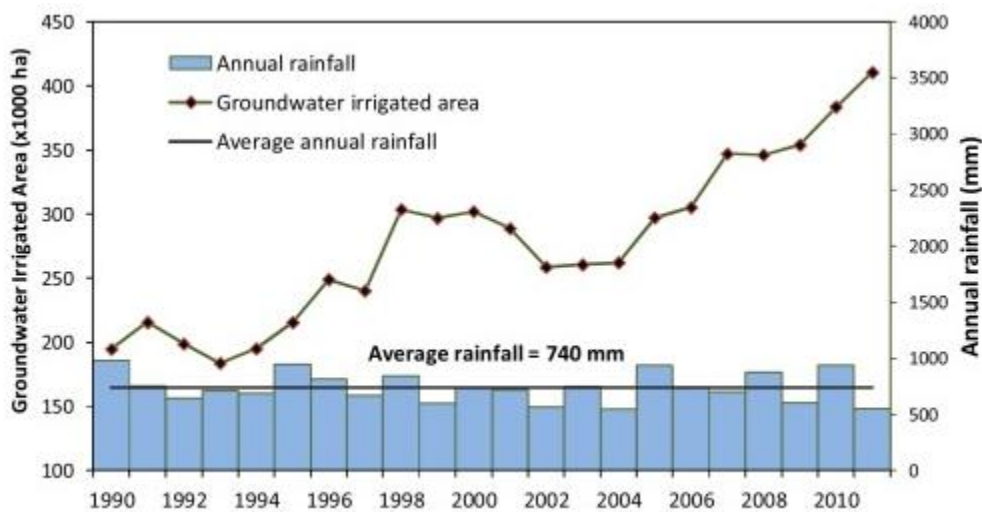 Groundwater Irrigated Area (x1000 ha)
450
400
350
300
250
200
150
100
Annual rainfall
Groundwater irrigated area
Average annual rainfall
Average rainfall = 740 mm
4000
3500
3000
2500
2000
1500
1000
500
0
Annual rainfall (mm)
1990 1992 1994 1996 1998 2000 2002 2004 2006 2008 2010